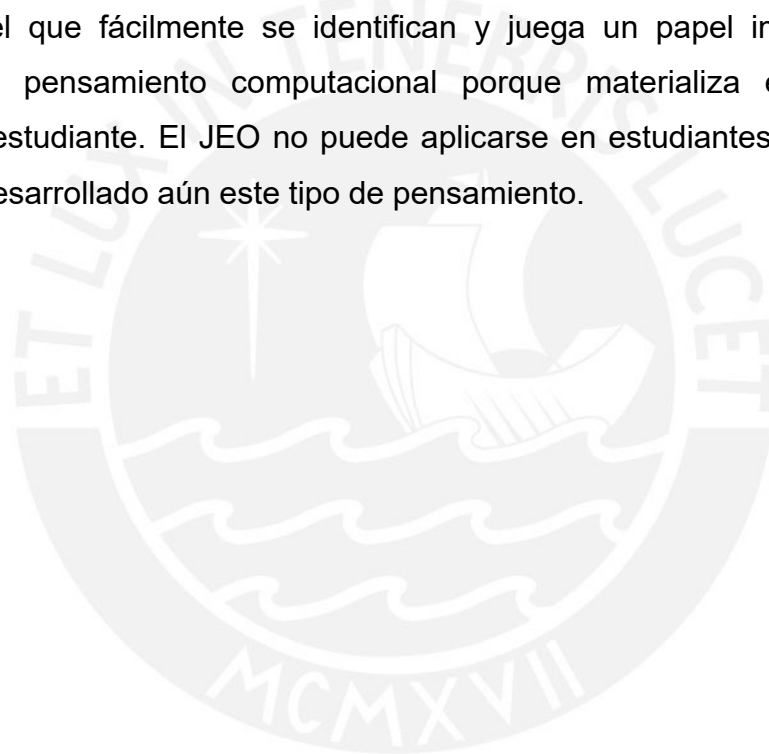 el que fácilmente se identifican y juega un papel in
pensamiento computacional porque materializa e
estudiante. El JEO no puede aplicarse en estudiantes
esarrollado aún este tipo de pensamiento.
ET LUX IN TENEBRIS LUCET
MCMXVII